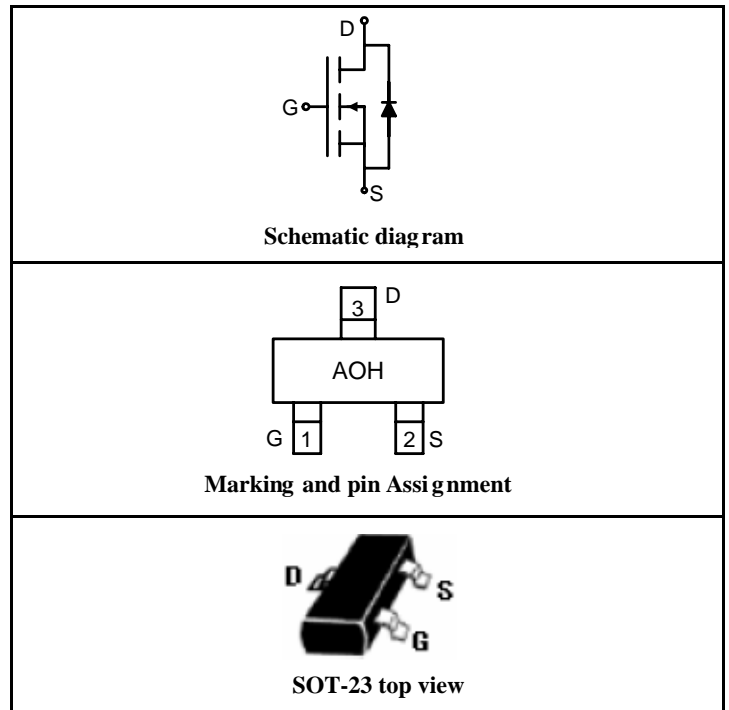 D
G
S
Schematic diagram
3 D
AOH
G 1 2 S
Marking and pin Assignment
D
S
G
SOT-23 top view